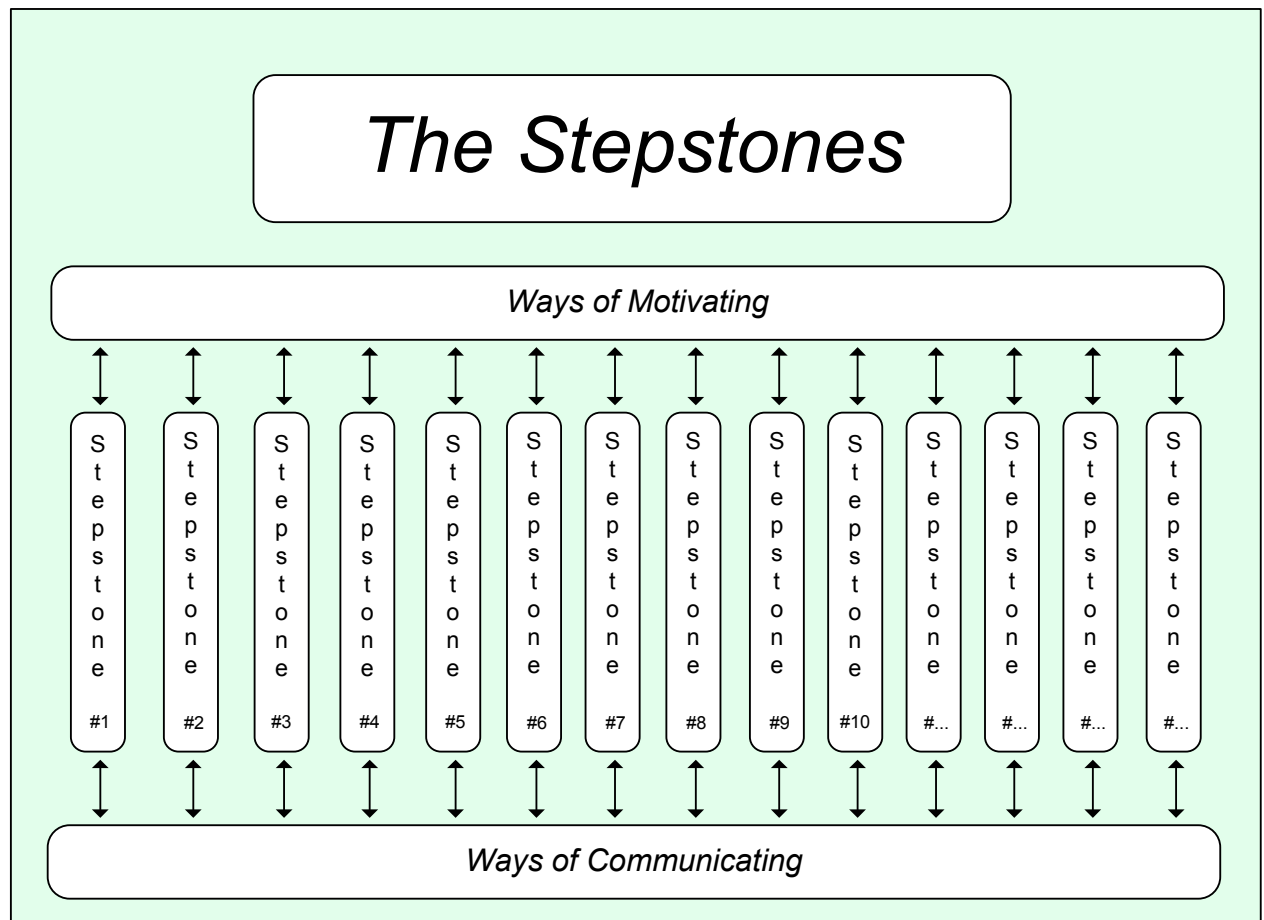 The Stepstones
Ways of Motivating
Stepstone #1
Stepstone #2
Stepstone #3
Stepstone #4
Stepstone #5
Stepstone #6
Stepstone #7
Stepstone #8
Stepstone #9
Stepstone #10
Stepstone #...
Stepstone #...
Stepstone #...
Stepstone #...
Ways of Communicating